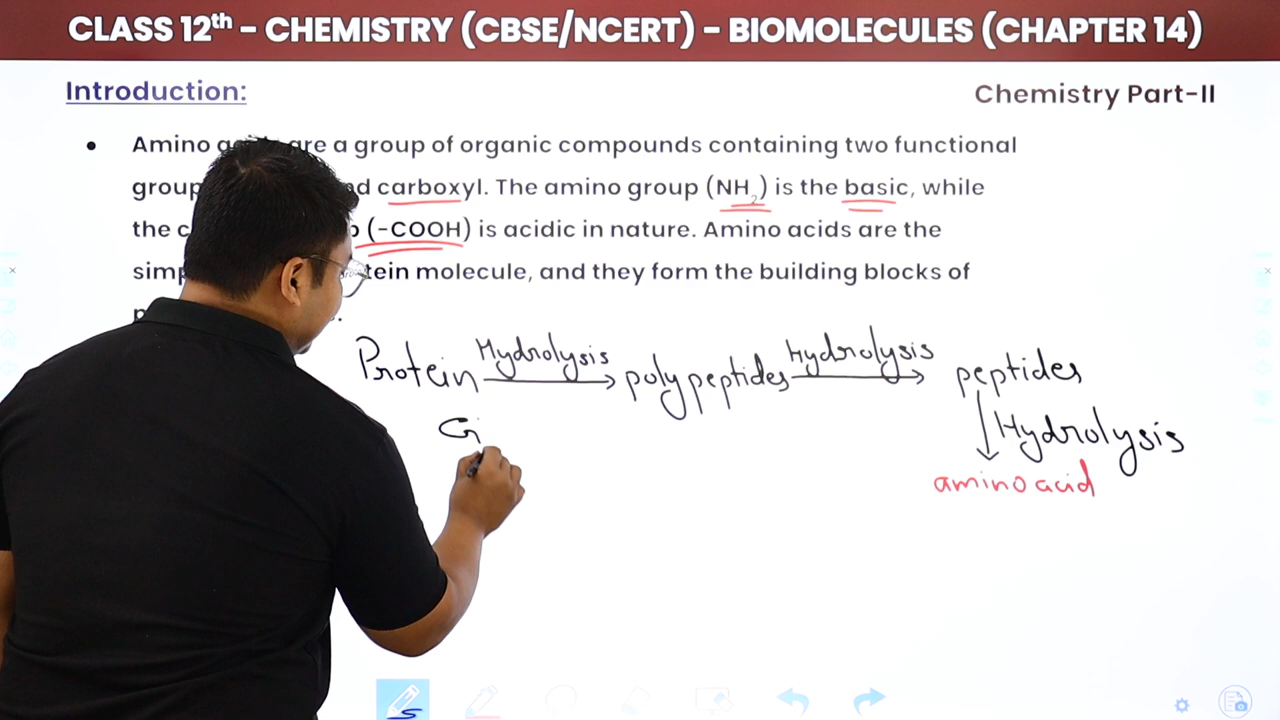 CLASS 12th – CHEMISTRY (CBSE/NCERT) – BIOMOLECULES (CHAPTER 14)
Introduction:
Chemistry Part-II
• Amino are a group of organic compounds containing two functional
group carboxyl. The amino group (NH2) is the basic, while
the (-COOH) is acidic in nature. Amino acids are the
molecule, and they form the building blocks of
Protein Hydrolysis → polypeptides Hydrolysis → peptides
↓ Hydrolysis
amino acid